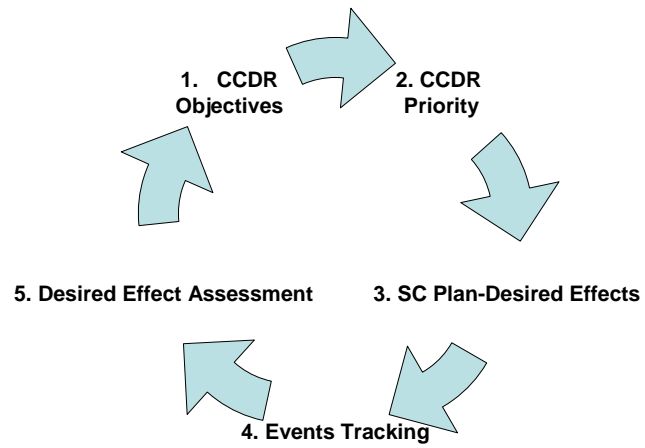 1. CCDR
Objectives
2. CCDR
Priority
3. SC Plan-Desired Effects
4. Events Tracking
5. Desired Effect Assessment